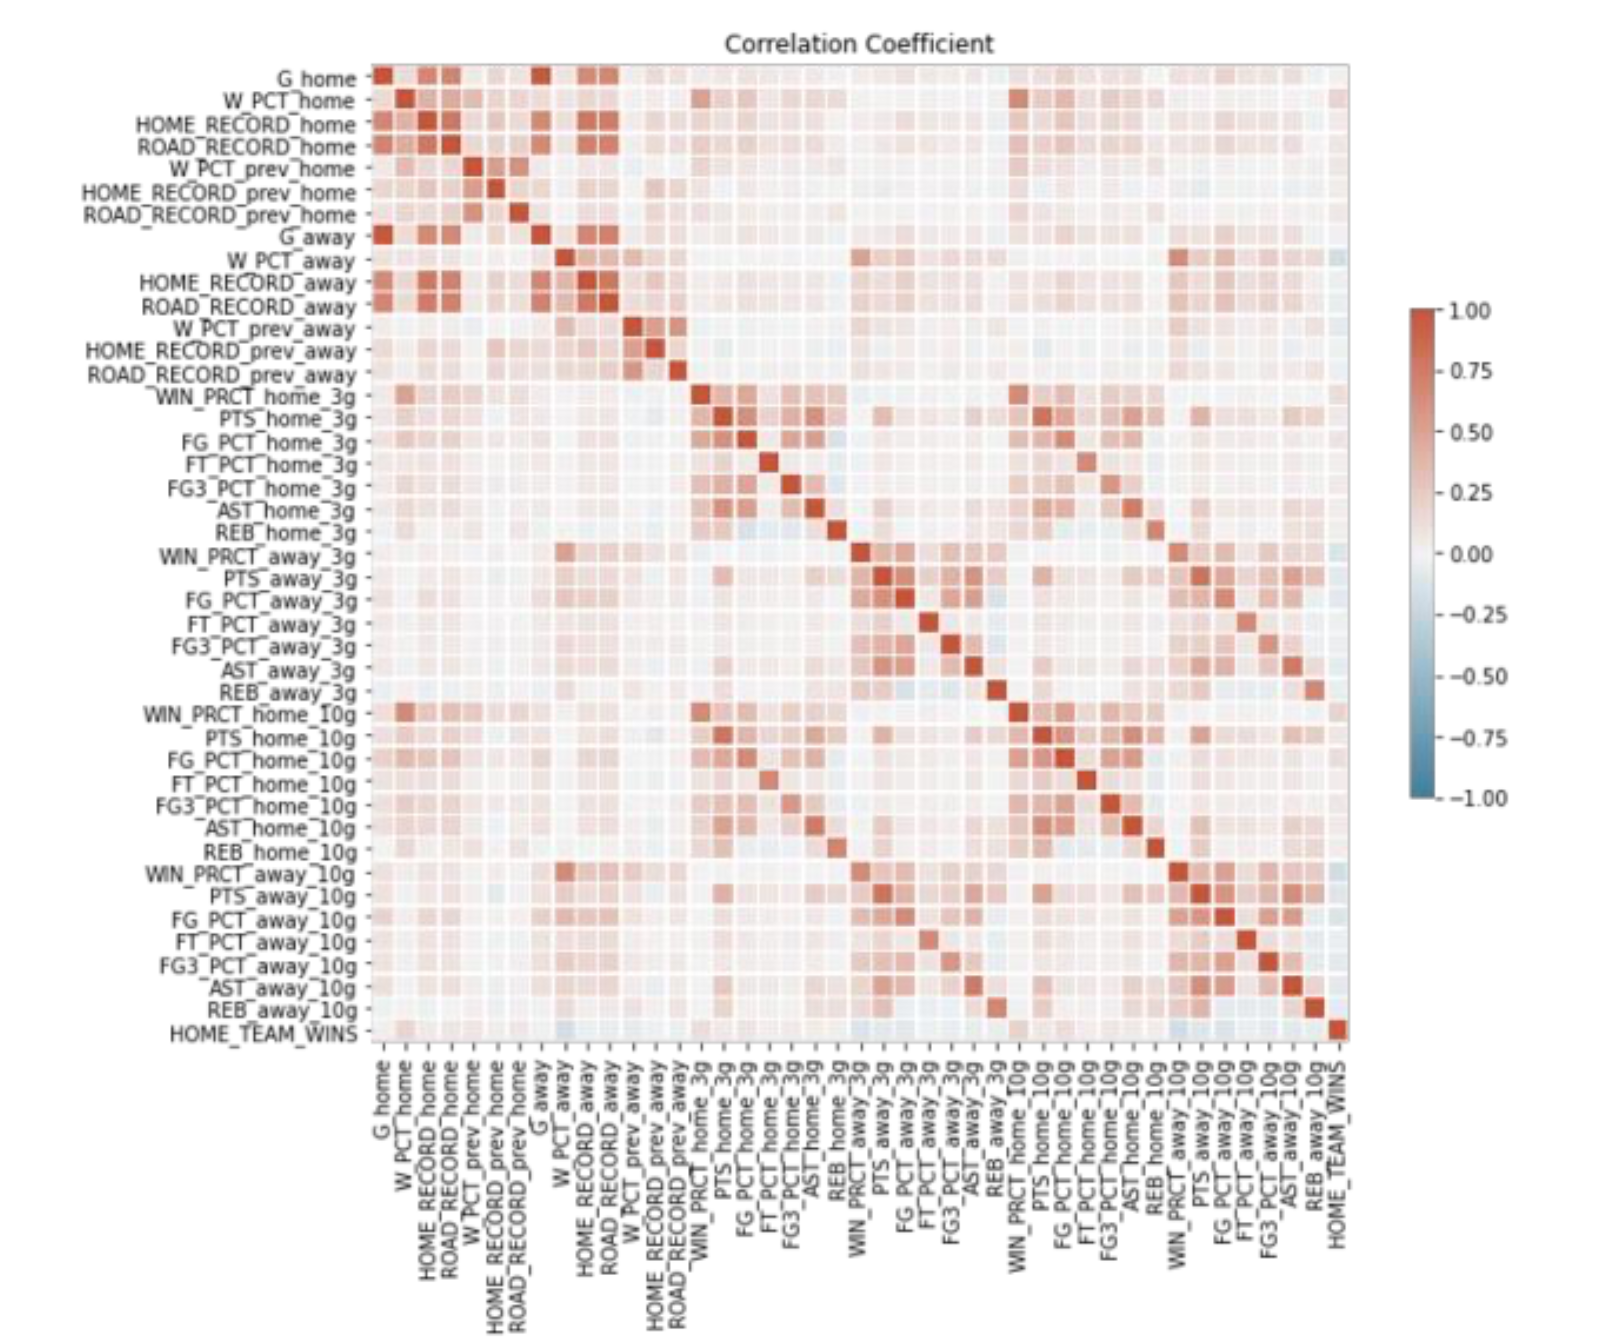 Correlation Coefficient
G_home
W_PCT_home
HOME_RECORD_home
ROAD_RECORD_home
W_PCT_prev_home
HOME_RECORD_prev_home
ROAD_RECORD_prev_home
G_away
W_PCT_away
HOME_RECORD_away
ROAD_RECORD_away
W_PCT_prev_away
HOME_RECORD_prev_away
ROAD_RECORD_prev_away
WIN_PRCT_home_3g
PTS_home_3g
FG_PCT_home_3g
FT_PCT_home_3g
FG3_PCT_home_3g
AST_home_3g
REB_home_3g
WIN_PRCT_away_3g
PTS_away_3g
FG_PCT_away_3g
FT_PCT_away_3g
FG3_PCT_away_3g
AST_away_3g
REB_away_3g
WIN_PRCT_home_10g
PTS_home_10g
FG_PCT_home_10g
FT_PCT_home_10g
FG3_PCT_home_10g
AST_home_10g
REB_home_10g
WIN_PRCT_away_10g
PTS_away_10g
FG_PCT_away_10g
FT_PCT_away_10g
FG3_PCT_away_10g
AST_away_10g
REB_away_10g
HOME_TEAM_WINS
G_home
W_PCT_home
HOME_RECORD_home
ROAD_RECORD_home
W_PCT_prev_home
HOME_RECORD_prev_home
ROAD_RECORD_prev_home
G_away
W_PCT_away
HOME_RECORD_away
ROAD_RECORD_away
W_PCT_prev_away
HOME_RECORD_prev_away
ROAD_RECORD_prev_away
WIN_PRCT_home_3g
PTS_home_3g
FG_PCT_home_3g
FT_PCT_home_3g
FG3_PCT_home_3g
AST_home_3g
REB_home_3g
WIN_PRCT_away_3g
PTS_away_3g
FG_PCT_away_3g
FT_PCT_away_3g
FG3_PCT_away_3g
AST_away_3g
REB_away_3g
WIN_PRCT_home_10g
PTS_home_10g
FG_PCT_home_10g
FT_PCT_home_10g
FG3_PCT_home_10g
AST_home_10g
REB_home_10g
WIN_PRCT_away_10g
PTS_away_10g
FG_PCT_away_10g
FT_PCT_away_10g
FG3_PCT_away_10g
AST_away_10g
REB_away_10g
HOME_TEAM_WINS
1.00
0.75
0.50
0.25
0.00
−0.25
−0.50
−0.75
−1.00